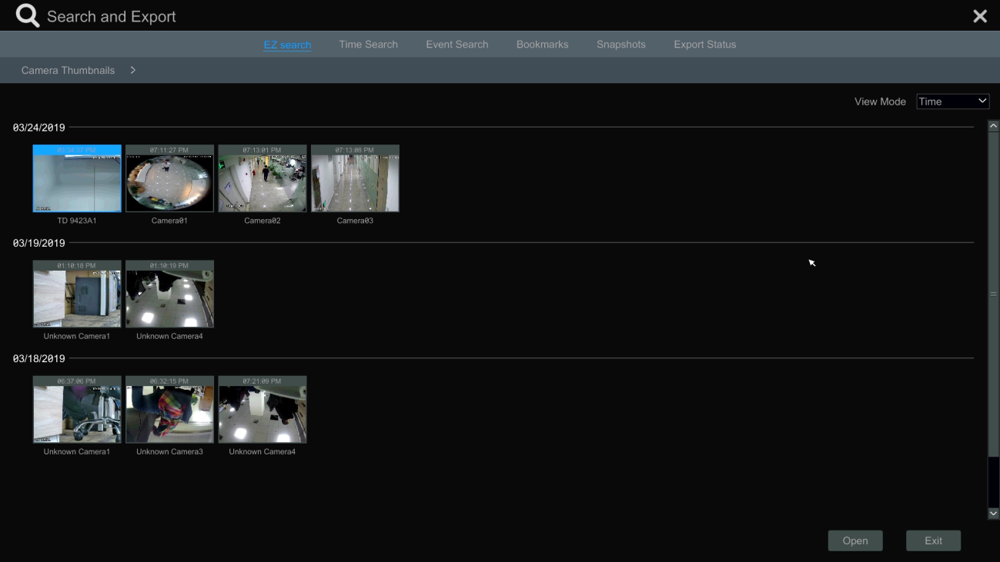 Search and Export
EZ search Time Search Event Search Bookmarks Snapshots Export Status
Camera Thumbnails >
View Mode Time
03/24/2019
07:11:27 PM 07:13:01 PM 07:13:08 PM
TD 9423A1 Camera01 Camera02 Camera03
03/19/2019
01:10:18 PM 01:10:19 PM
Unknown Camera1 Unknown Camera4
03/18/2019
06:37:06 PM 06:32:15 PM 07:21:09 PM
Unknown Camera1 Unknown Camera3 Unknown Camera4
Open Exit